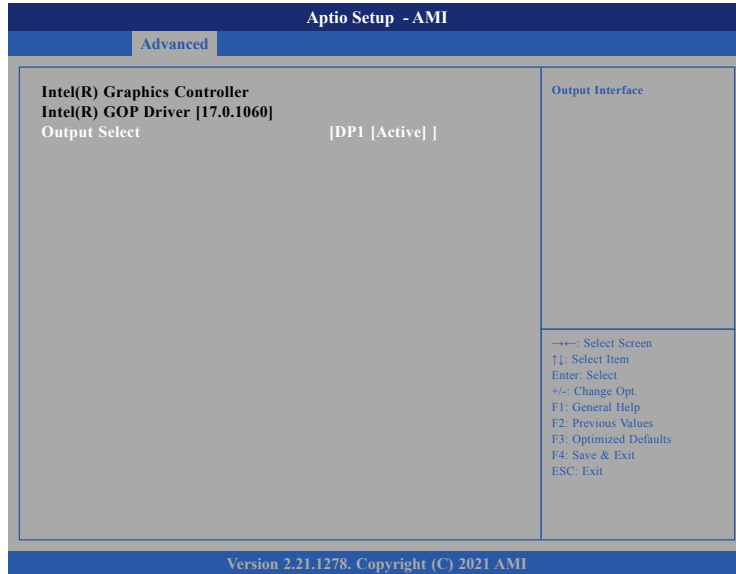 Aptio Setup - AMI
Advanced
Intel(R) Graphics Controller
Intel(R) GOP Driver [17.0.1060]
Output Select [DP1 [Active] ]
Output Interface
→←: Select Screen
↑↓: Select Item
Enter: Select
+/-: Change Opt.
F1: General Help
F2: Previous Values
F3: Optimized Defaults
F4: Save & Exit
ESC: Exit
Version 2.21.1278. Copyright (C) 2021 AMI